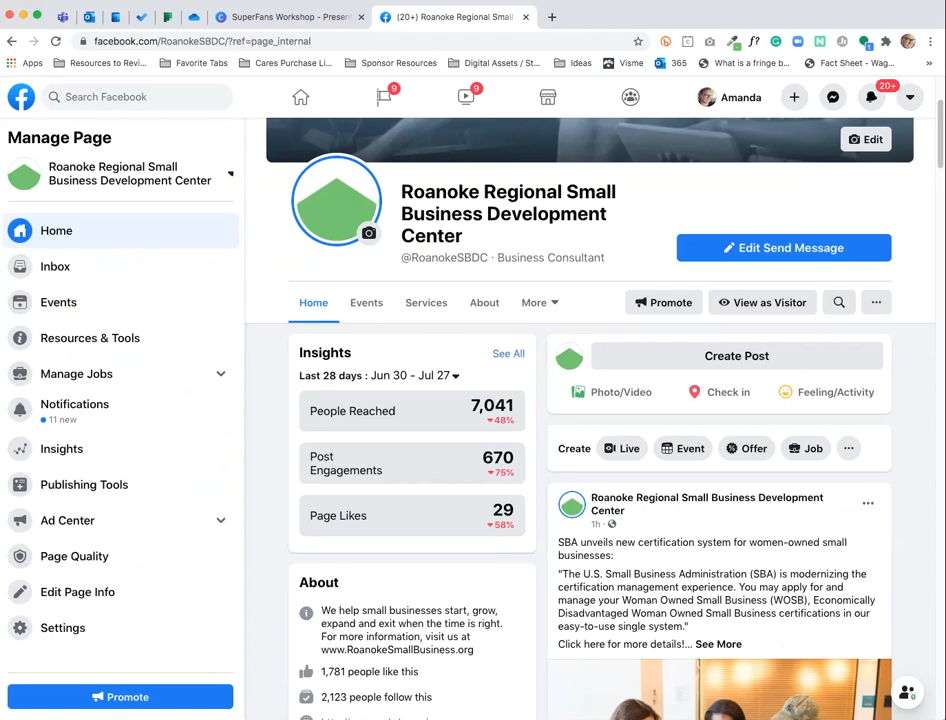 SuperFans Workshop - Present
(20+) Roanoke Regional Small
facebook.com/RoanokeSBDC/?ref=page_internal
Apps
Resources to Revi...
Favorite Tabs
Cares Purchase Li...
Sponsor Resources
Digital Assets / St...
Ideas
Visme
365
What is a fringe b...
Fact Sheet - Wag...
Search Facebook
9
9
Amanda
20+
Manage Page
Roanoke Regional Small
Business Development Center
Home
Inbox
Events
Resources & Tools
Manage Jobs
Notifications
11 new
Insights
Publishing Tools
Ad Center
Page Quality
Edit Page Info
Settings
Promote
Edit
Roanoke Regional Small
Business Development
Center
@RoanokeSBDC · Business Consultant
Edit Send Message
Home
Events
Services
About
More
Promote
View as Visitor
Insights
See All
Last 28 days : Jun 30 - Jul 27
People Reached
7,041
48%
Post
Engagements
670
75%
Page Likes
29
58%
About
We help small businesses start, grow,
expand and exit when the time is right.
For more information, visit us at
www.RoanokeSmallBusiness.org
1,781 people like this
2,123 people follow this
Create Post
Photo/Video
Check in
Feeling/Activity
Create
Live
Event
Offer
Job
Roanoke Regional Small Business Development
Center
1h ·
SBA unveils new certification system for women-owned small
businesses:
"The U.S. Small Business Administration (SBA) is modernizing the
certification management experience. You may apply for and
manage your Woman Owned Small Business (WOSB), Economically
Disadvantaged Woman Owned Small Business certifications in our
easy-to-use single system."
Click here for more details!... See More